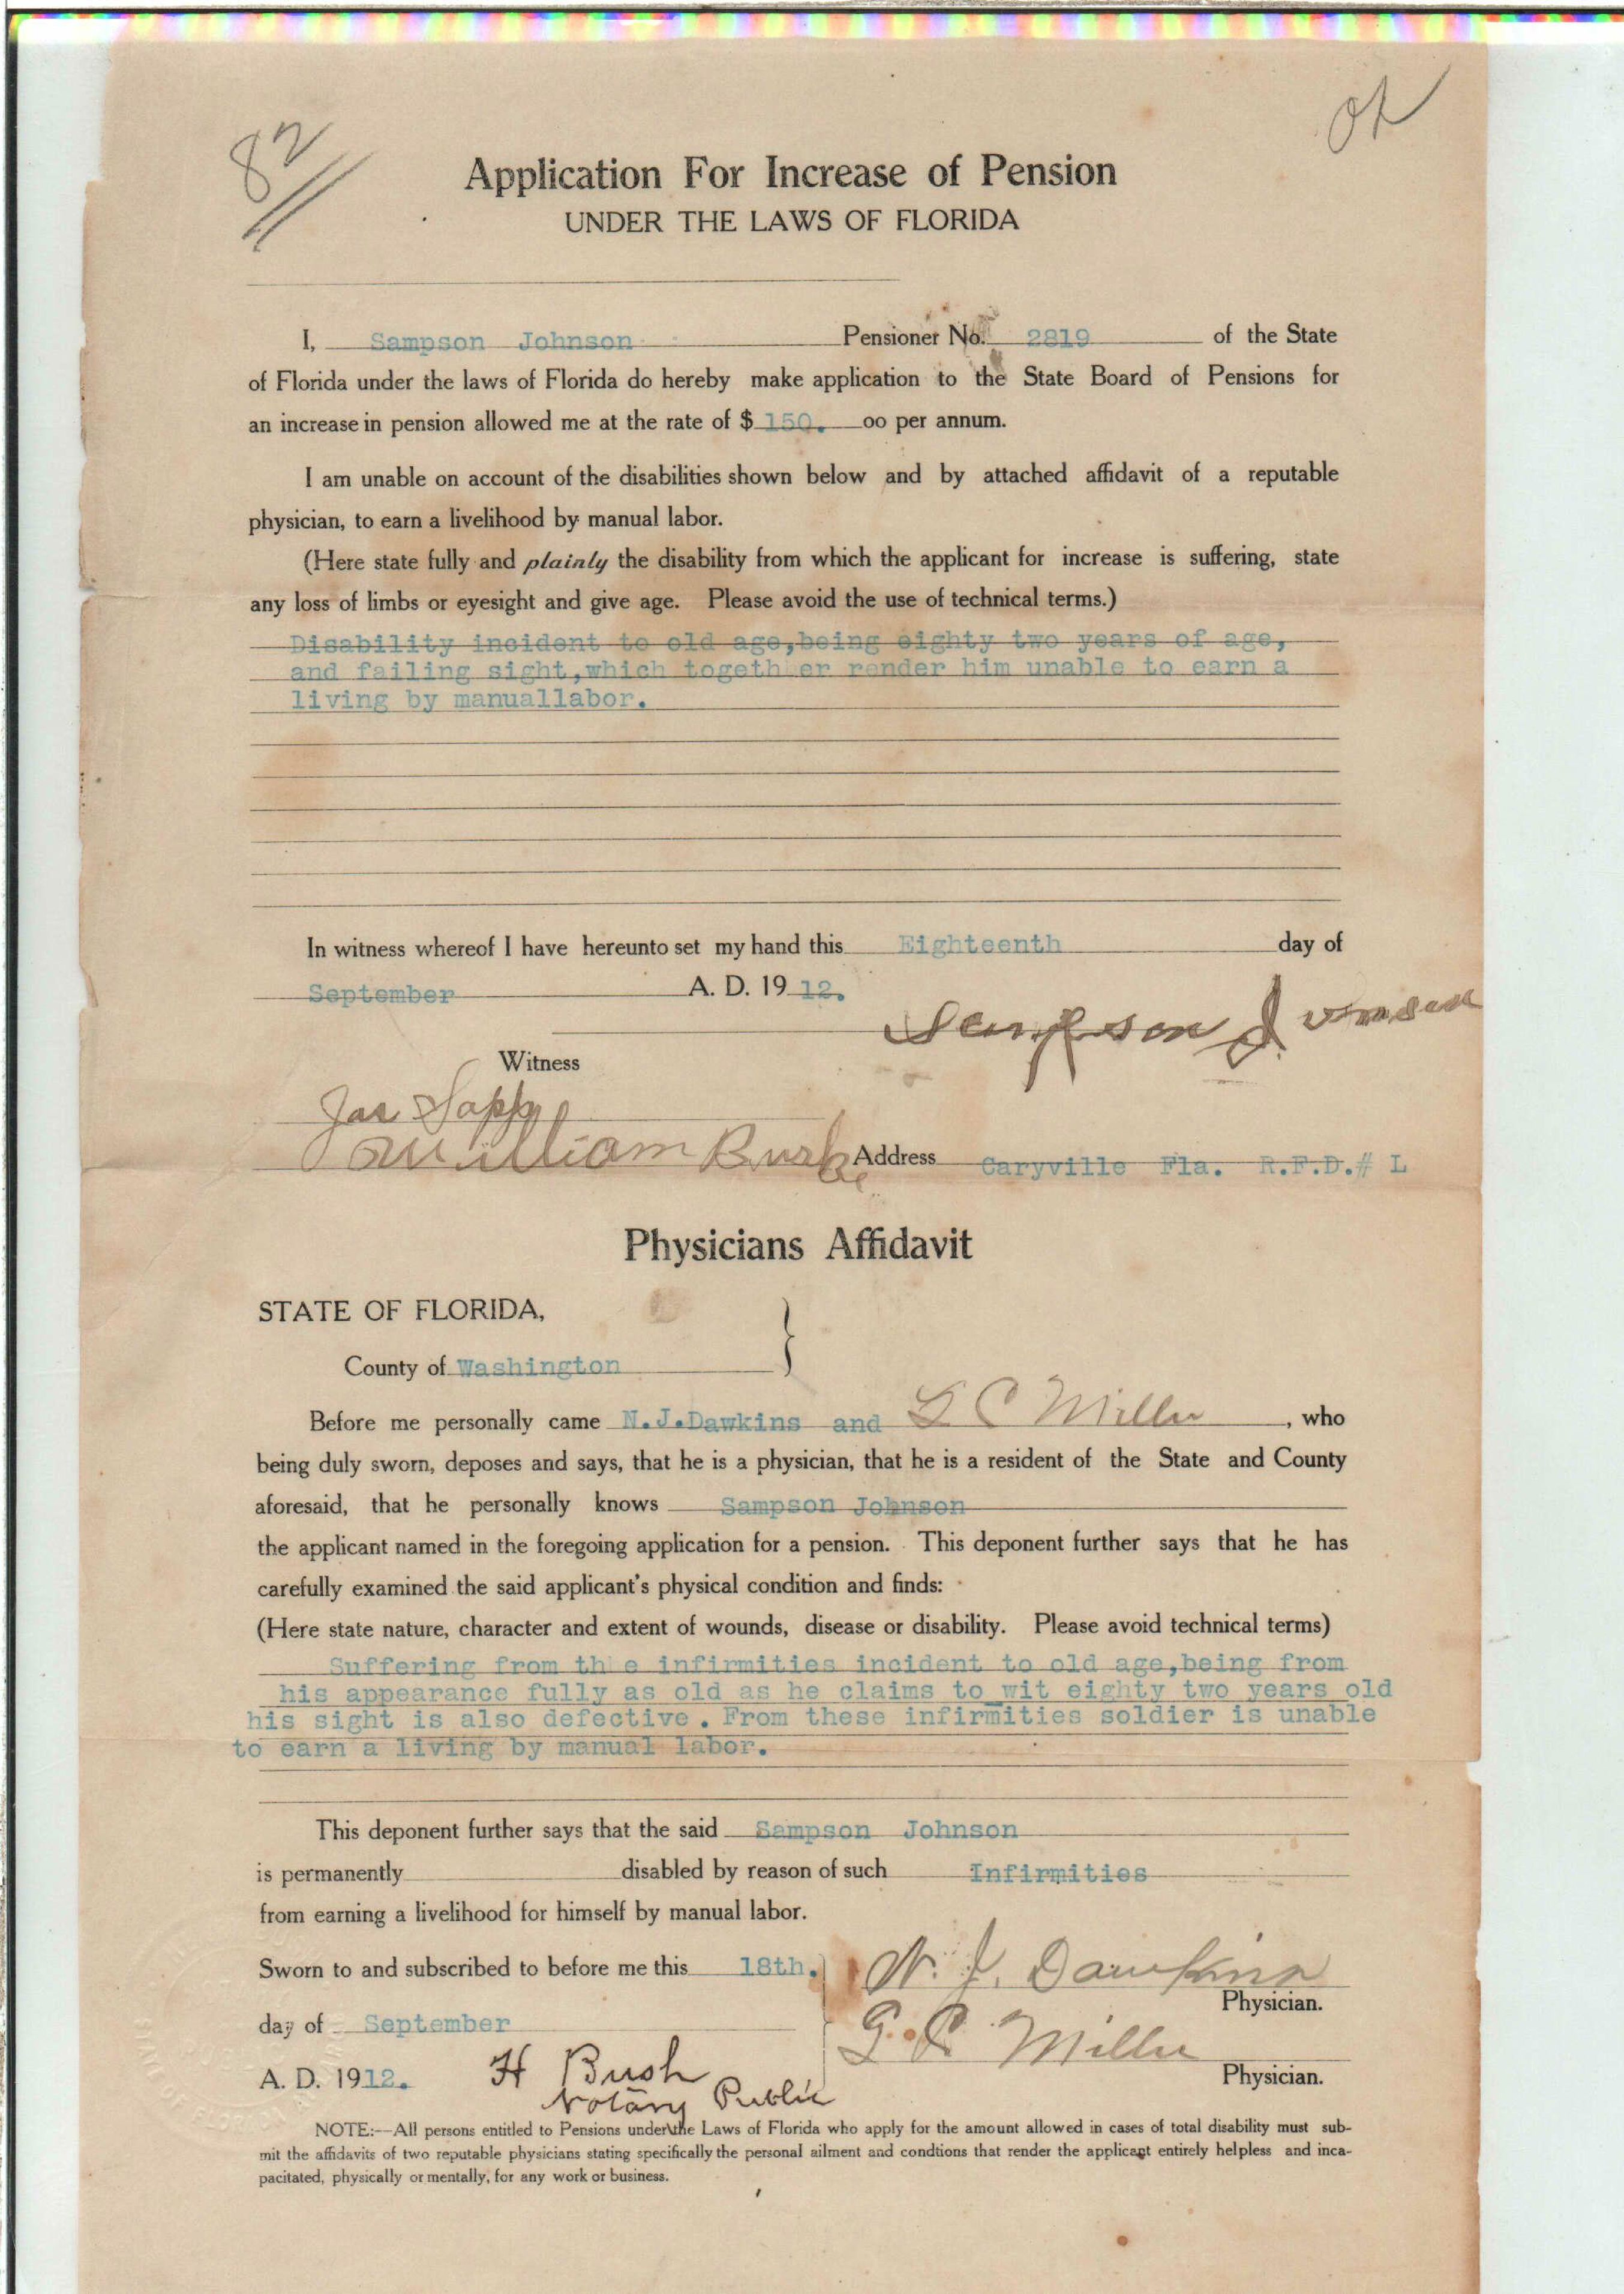 82
OK
Application For Increase of Pension
UNDER THE LAWS OF FLORIDA
I, Sampson Johnson Pensioner No. 2819 of the State
of Florida under the laws of Florida do hereby make application to the State Board of Pensions for
an increase in pension allowed me at the rate of $ 150. oo per annum.
I am unable on account of the disabilities shown below and by attached affidavit of a reputable
physician, to earn a livelihood by manual labor.
(Here state fully and plainly the disability from which the applicant for increase is suffering, state
any loss of limbs or eyesight and give age. Please avoid the use of technical terms.)
Disability incident to old age,being eighty two years of age,
and failing sight,which togeth er render him unable to earn a
living by manuallabor.
In witness whereof I have hereunto set my hand this Eighteenth day of
September A. D. 19 12.
Sampson Johnson
Witness
Jas Sapp
William Bush Address Caryville Fla. R.F.D.# L
Physicians Affidavit
STATE OF FLORIDA,
County of Washington
Before me personally came N.J.Dawkins and G C Miller, who
being duly sworn, deposes and says, that he is a physician, that he is a resident of the State and County
aforesaid, that he personally knows Sampson Johnson
the applicant named in the foregoing application for a pension. This deponent further says that he has
carefully examined the said applicant's physical condition and finds:
(Here state nature, character and extent of wounds, disease or disability. Please avoid technical terms)
Suffering from th e infirmities incident to old age,being from
his appearance fully as old as he claims to wit eighty two years old
his sight is also defective. From these infirmities soldier is unable
to earn a living by manual labor.
This deponent further says that the said Sampson Johnson
is permanently disabled by reason of such Infirmities
from earning a livelihood for himself by manual labor.
Sworn to and subscribed to before me this 18th. N. J. Dawkins
Physician.
day of September G. C. Miller
A. D. 1912. H Bush Physician.
Notary Public
NOTE:--All persons entitled to Pensions under the Laws of Florida who apply for the amount allowed in cases of total disability must sub-
mit the affidavits of two reputable physicians stating specifically the personal ailment and condtions that render the applicant entirely helpless and inca-
pacitated, physically or mentally, for any work or business.